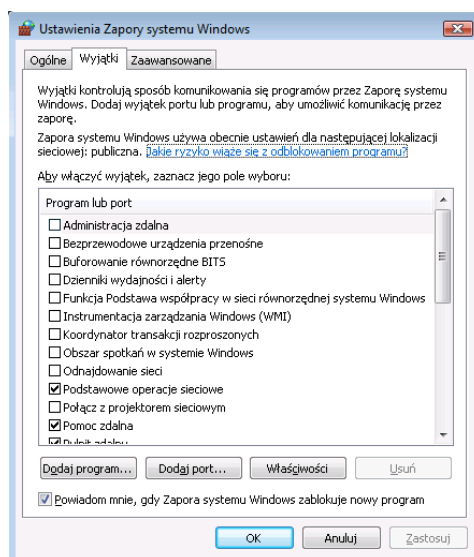 Ustawienia Zapory systemu Windows
Ogólne Wyjątki Zaawansowane
Wyjątki kontrolują sposób komunikowania się programów przez Zaporę systemu
Windows. Dodaj wyjątek portu lub programu, aby umożliwić komunikację przez
zaporę.
Zapora systemu Windows używa obecnie ustawień dla następującej lokalizacji
sieciowej: publiczna. Jakie ryzyko wiąże się z odblokowaniem programu?
Aby włączyć wyjątek, zaznacz jego pole wyboru:
Program lub port
Administracja zdalna
Bezprzewodowe urządzenia przenośne
Buforowanie równorzędne BITS
Dzienniki wydajności i alerty
Funkcja Podstawa współpracy w sieci równorzędnej systemu Windows
Instrumentacja zarządzania Windows (WMI)
Koordynator transakcji rozproszonych
Obszar spotkań w systemie Windows
Odnajdowanie sieci
Podstawowe operacje sieciowe
Połącz z projektorem sieciowym
Pomoc zdalna
Pulpit zdalny
Dodaj program... Dodaj port... Właściwości Usuń
Powiadom mnie, gdy Zapora systemu Windows zablokuje nowy program
OK Anuluj Zastosuj